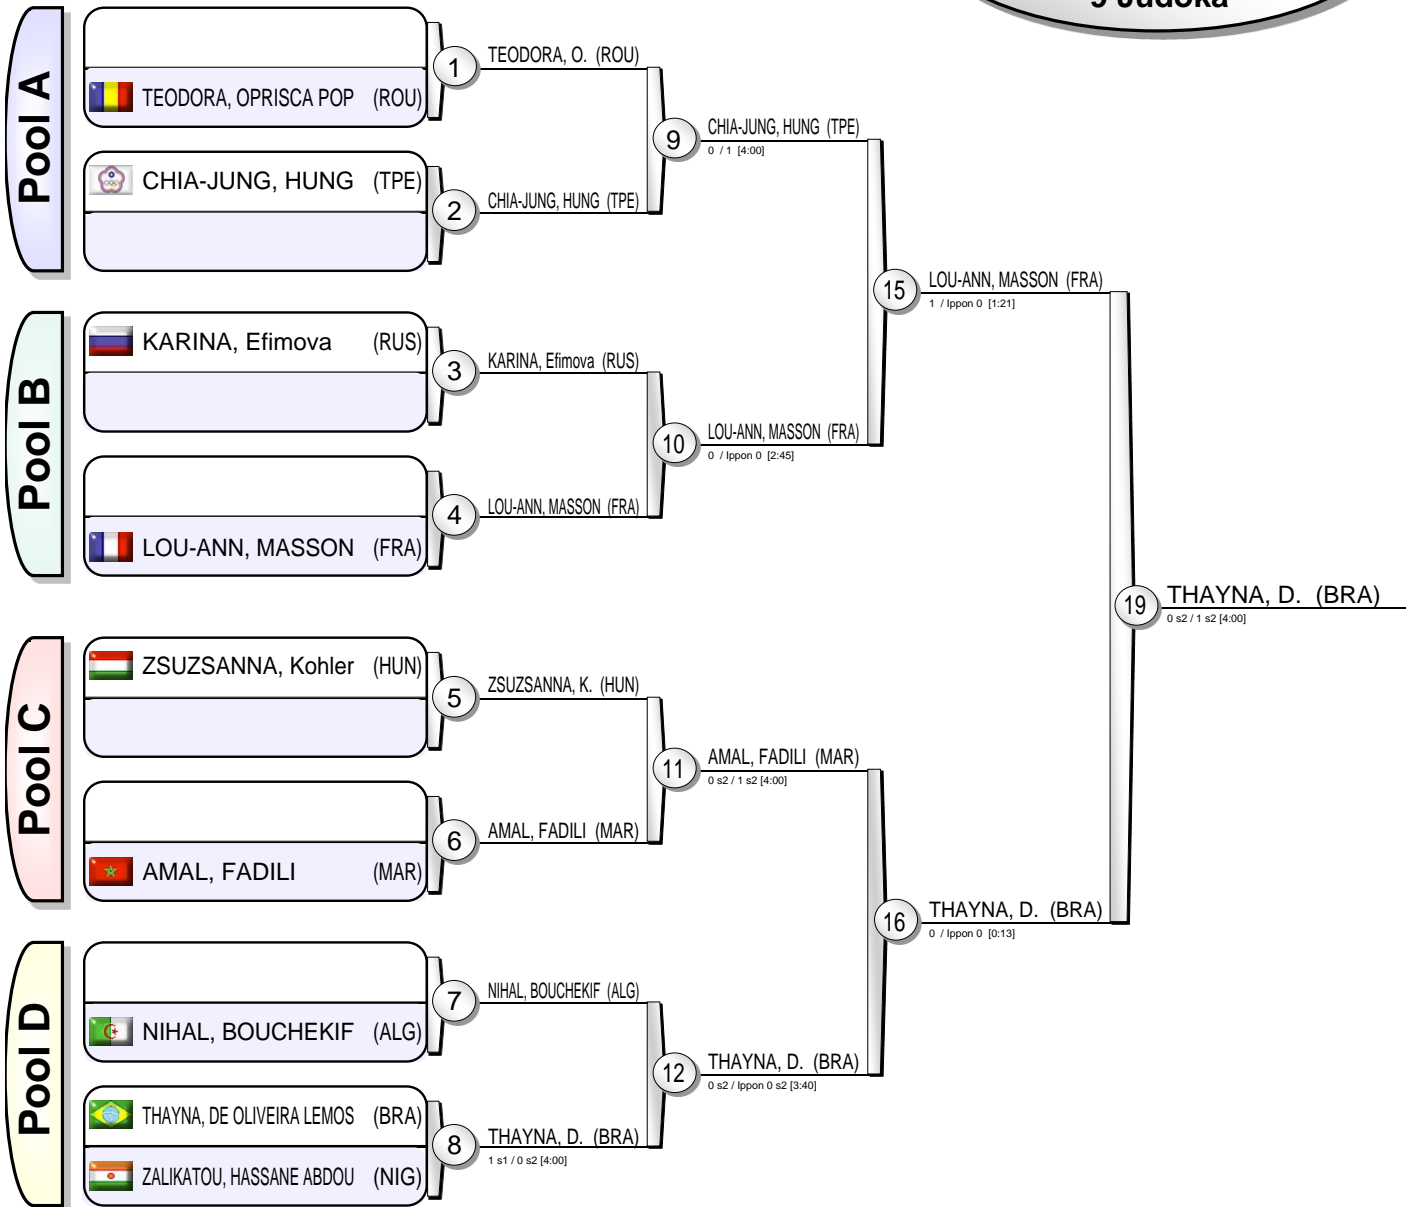 9 Judoka
Pool A
TEODORA, OPRISCA POP (ROU)
CHIA-JUNG, HUNG (TPE)
1
TEODORA, O. (ROU)
2
CHIA-JUNG, HUNG (TPE)
9
CHIA-JUNG, HUNG (TPE)
0 / 1 [4:00]
Pool B
KARINA, Efimova (RUS)
LOU-ANN, MASSON (FRA)
3
KARINA, Efimova (RUS)
4
LOU-ANN, MASSON (FRA)
10
LOU-ANN, MASSON (FRA)
0 / Ippon 0 [2:45]
15
LOU-ANN, MASSON (FRA)
1 / Ippon 0 [1:21]
Pool C
ZSUZSANNA, Kohler (HUN)
AMAL, FADILI (MAR)
5
ZSUZSANNA, K. (HUN)
6
AMAL, FADILI (MAR)
11
AMAL, FADILI (MAR)
0 s2 / 1 s2 [4:00]
Pool D
NIHAL, BOUCHEKIF (ALG)
THAYNA, DE OLIVEIRA LEMOS (BRA)
ZALIKATOU, HASSANE ABDOU (NIG)
7
NIHAL, BOUCHEKIF (ALG)
8
THAYNA, D. (BRA)
1 s1 / 0 s2 [4:00]
12
THAYNA, D. (BRA)
0 s2 / Ippon 0 s2 [3:40]
16
THAYNA, D. (BRA)
0 / Ippon 0 [0:13]
19
THAYNA, D. (BRA)
0 s2 / 1 s2 [4:00]